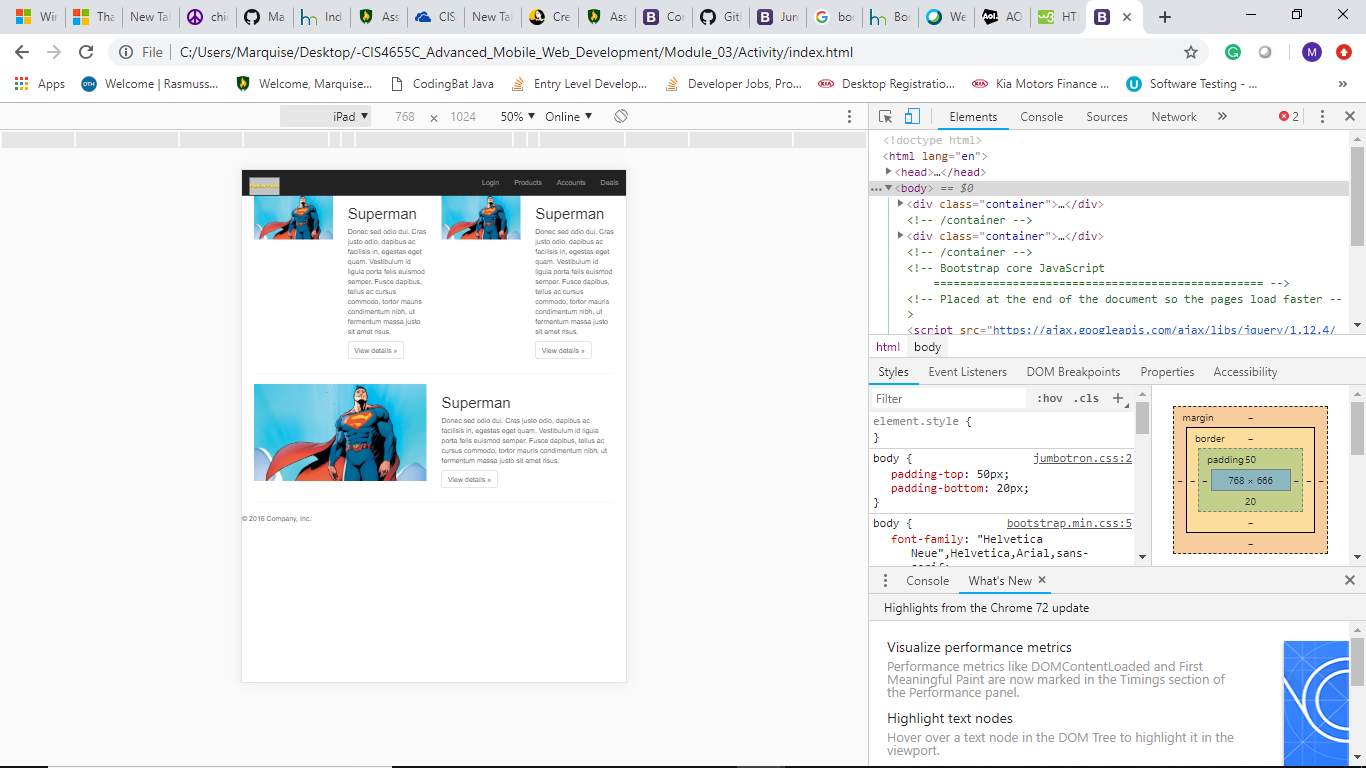 Win
Tha
New Tal
chi
Ma
Ind
Ass
CIS
New Tal
Cre
Ass
Cor
Git
Jun
boo
Boo
We
AO
HT
File C:/Users/Marquise/Desktop/-CIS4655C_Advanced_Mobile_Web_Development/Module_03/Activity/index.html
M
Apps
Welcome | Rasmuss...
Welcome, Marquise...
CodingBat Java
Entry Level Develop...
Developer Jobs, Pro...
Desktop Registratio...
Kia Motors Finance ...
Software Testing - ...
»
iPad ▼ 768 × 1024 50% ▼ Online ▼
Login Products Accounts Deals
Superman
Donec sed odio dui. Cras
justo odio, dapibus ac
facilisis in, egestas eget
quam. Vestibulum id
ligula porta felis euismod
semper. Fusce dapibus,
tellus ac cursus
commodo, tortor mauris
condimentum nibh, ut
fermentum massa justo
sit amet risus.
View details »
Superman
Donec sed odio dui. Cras
justo odio, dapibus ac
facilisis in, egestas eget
quam. Vestibulum id
ligula porta felis euismod
semper. Fusce dapibus,
tellus ac cursus
commodo, tortor mauris
condimentum nibh, ut
fermentum massa justo
sit amet risus.
View details »
Superman
Donec sed odio dui. Cras justo odio, dapibus ac
facilisis in, egestas eget quam. Vestibulum id ligula
porta felis euismod semper. Fusce dapibus, tellus ac
cursus commodo, tortor mauris condimentum nibh, ut
fermentum massa justo sit amet risus.
View details »
© 2016 Company, Inc.
Elements Console Sources Network » 2
<!doctype html>
<html lang="en">
<head>…</head>
<body> == $0
<div class="container">…</div>
<!-- /container -->
<div class="container">…</div>
<!-- /container -->
<!-- Bootstrap core JavaScript
================================================== -->
<!-- Placed at the end of the document so the pages load faster --
>
<script src="https://ajax.googleapis.com/ajax/libs/jquery/1.12.4/
html body
Styles Event Listeners DOM Breakpoints Properties Accessibility
Filter :hov .cls +
element.style {
}
body { jumbotron.css:2
padding-top: 50px;
padding-bottom: 20px;
}
body { bootstrap.min.css:5
font-family: "Helvetica
Neue",Helvetica,Arial,sans-
serif;
margin –
border –
padding 50
– – – 768 × 666 – – –
20
–
–
Console What's New ×
Highlights from the Chrome 72 update
Visualize performance metrics
Performance metrics like DOMContentLoaded and First
Meaningful Paint are now marked in the Timings section of
the Performance panel.
Highlight text nodes
Hover over a text node in the DOM Tree to highlight it in the
viewport.